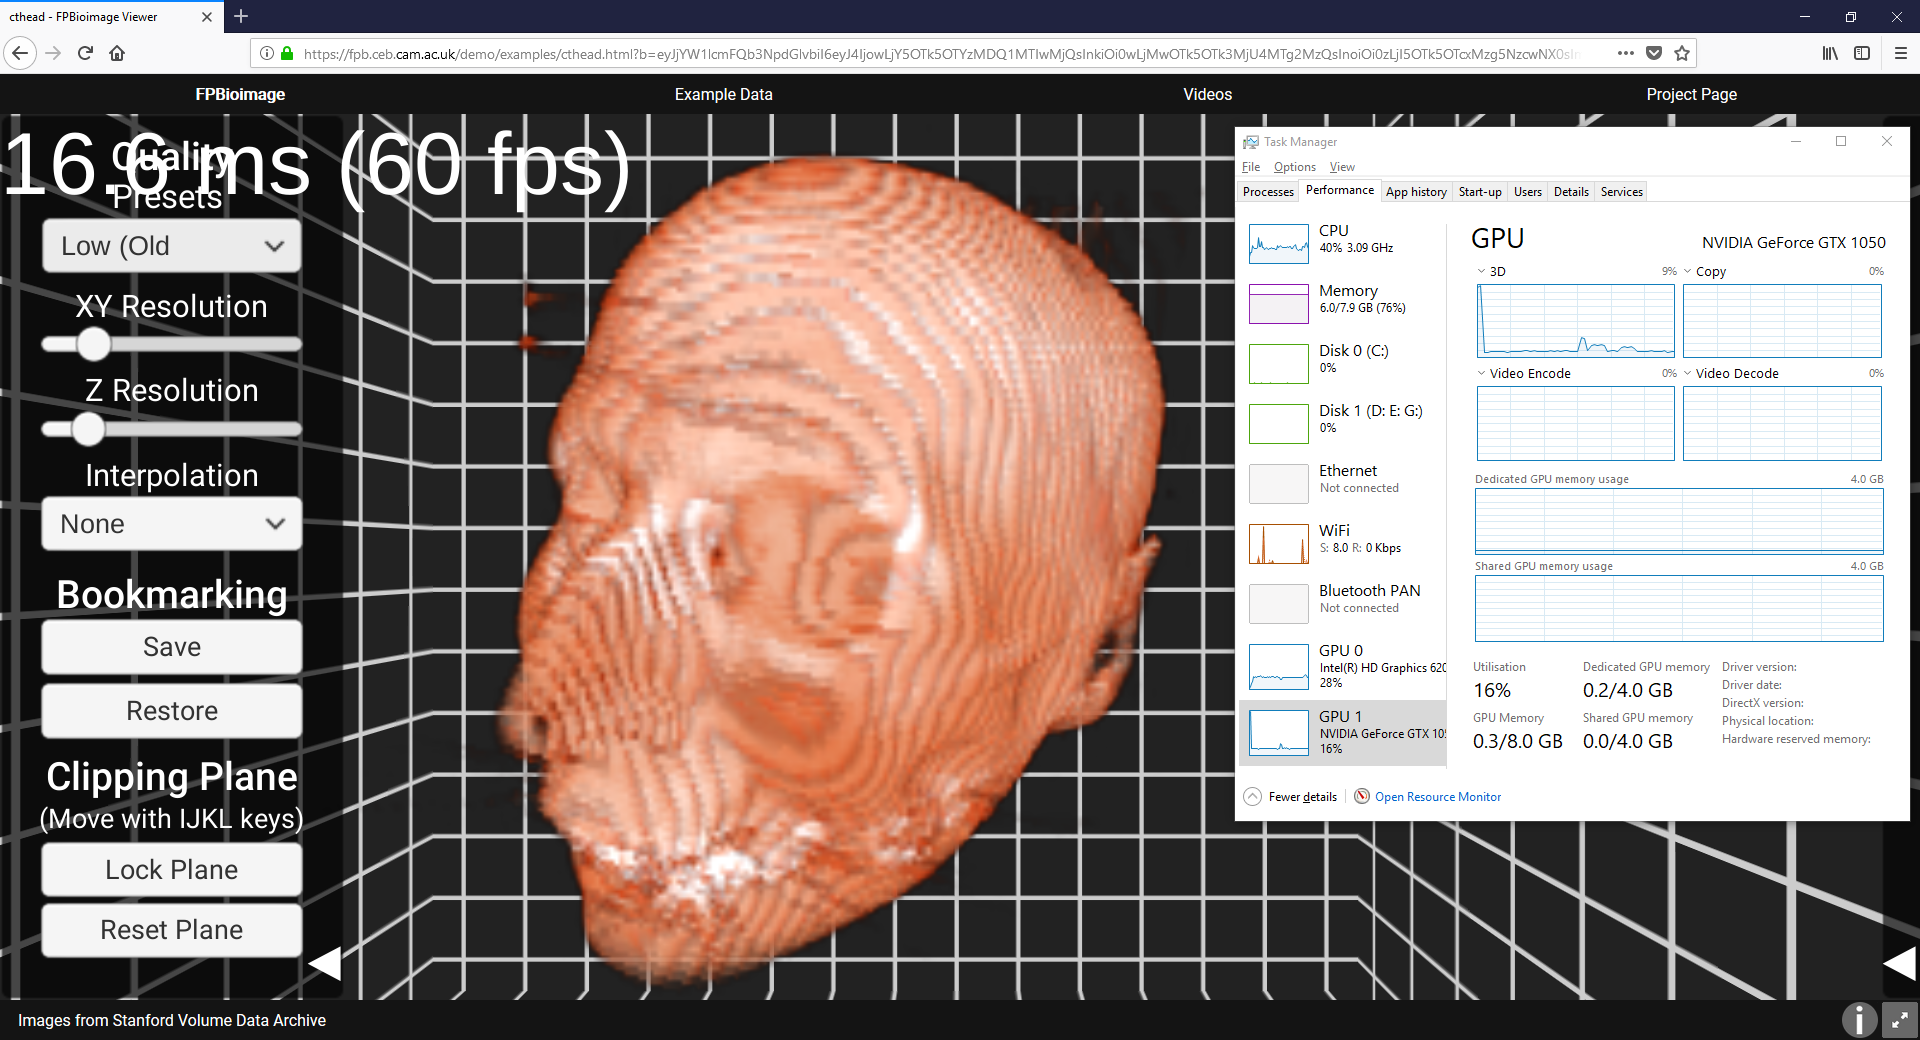 cthead - FPBioimage Viewer
https://fpb.ceb.cam.ac.uk/demo/examples/cthead.html?b=
FPBioimage
Example Data
Videos
Project Page
16.6 ms (60 fps)
Quality
Presets
Low (Old
XY Resolution
Z Resolution
Interpolation
None
Bookmarking
Save
Restore
Clipping Plane
(Move with IJKL keys)
Lock Plane
Reset Plane
Task Manager
File Options View
Processes Performance App history Start-up Users Details Services
CPU
40% 3.09 GHz
Memory
6.0/7.9 GB (76%)
Disk 0 (C:)
0%
Disk 1 (D: E: G:)
0%
Ethernet
Not connected
WiFi
S: 8.0 R: 0 Kbps
Bluetooth PAN
Not connected
GPU 0
Intel(R) HD Graphics 620
28%
GPU 1
NVIDIA GeForce GTX 10
16%
GPU
NVIDIA GeForce GTX 1050
3D 9%
Copy 0%
Video Encode 0%
Video Decode 0%
Dedicated GPU memory usage 4.0 GB
Shared GPU memory usage 4.0 GB
Utilisation
16%
Dedicated GPU memory
0.2/4.0 GB
GPU Memory
0.3/8.0 GB
Shared GPU memory
0.0/4.0 GB
Driver version:
Driver date:
DirectX version:
Physical location:
Hardware reserved memory:
Fewer details
Open Resource Monitor
Images from Stanford Volume Data Archive